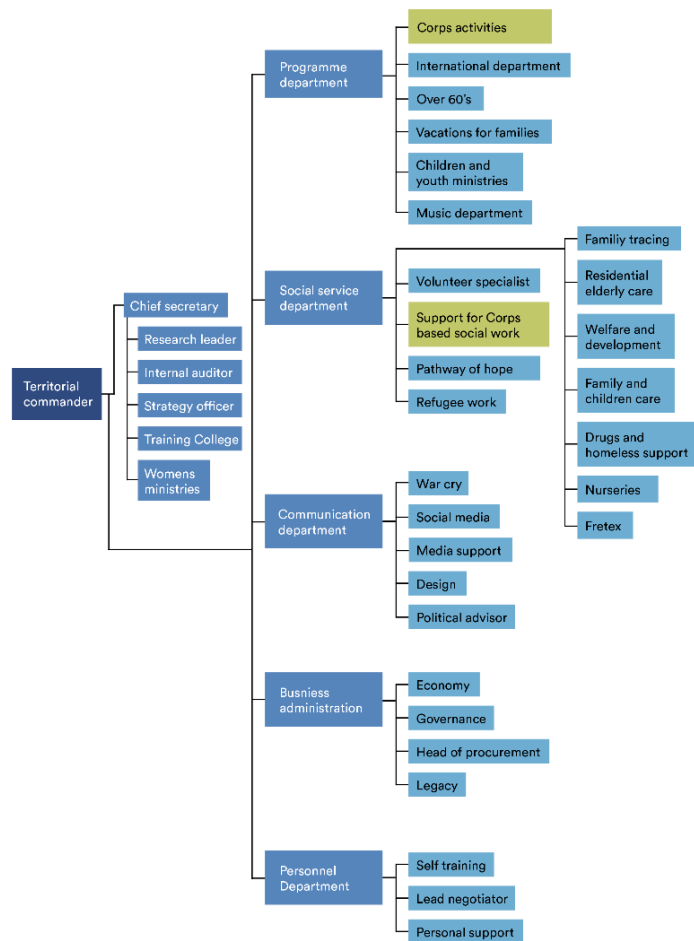 Territorial
commander
Chief secretary
Research leader
Internal auditor
Strategy officer
Training College
Womens
ministries
Programme
department
Corps activities
International department
Over 60's
Vacations for families
Children and
youth ministries
Music department
Social service
department
Volunteer specialist
Support for Corps
based social work
Pathway of hope
Refugee work
Familiy tracing
Residential
elderly care
Welfare and
development
Family and
children care
Drugs and
homeless support
Nurseries
Fretex
Communication
department
War cry
Social media
Media support
Design
Political advisor
Busniess
administration
Economy
Governance
Head of procurement
Legacy
Personnel
Department
Self training
Lead negotiator
Personal support